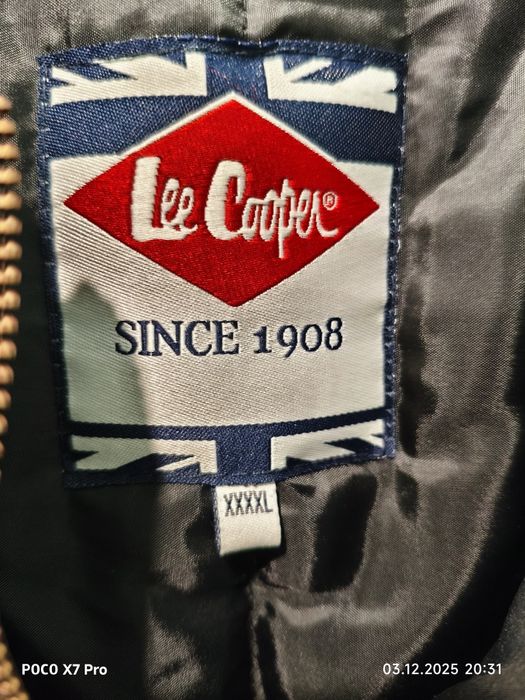 Lee Cooper®
SINCE 1908
XXXXL
POCO X7 Pro
03.12.2025 20:31